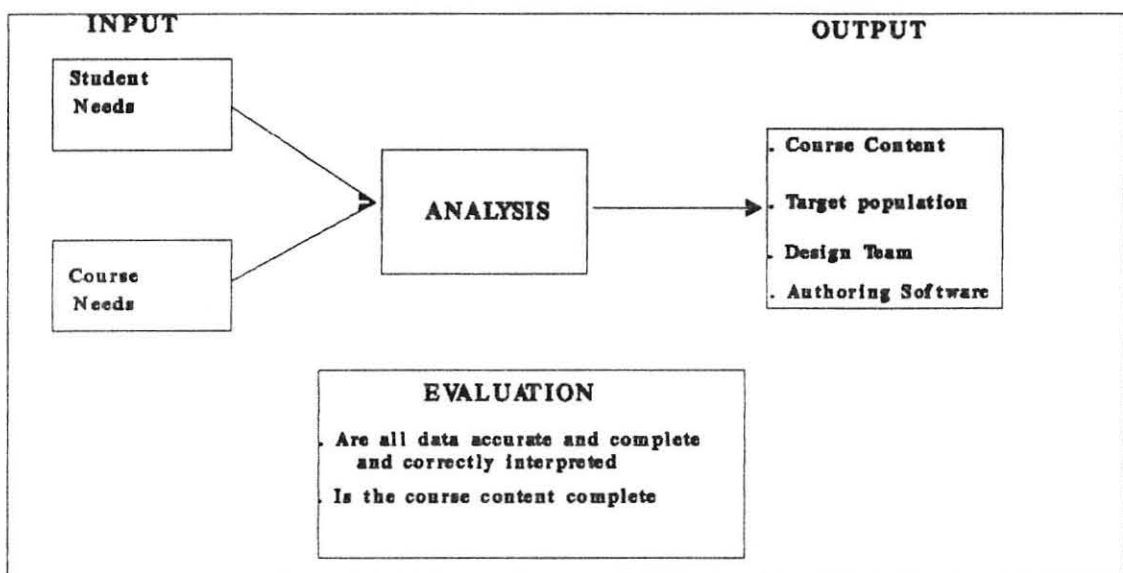 INPUT
OUTPUT
Student
Needs
Course
Needs
ANALYSIS
. Course Content
. Target population
. Design Team
. Authoring Software
EVALUATION
. Are all data accurate and complete
and correctly interpreted
. Is the course content complete